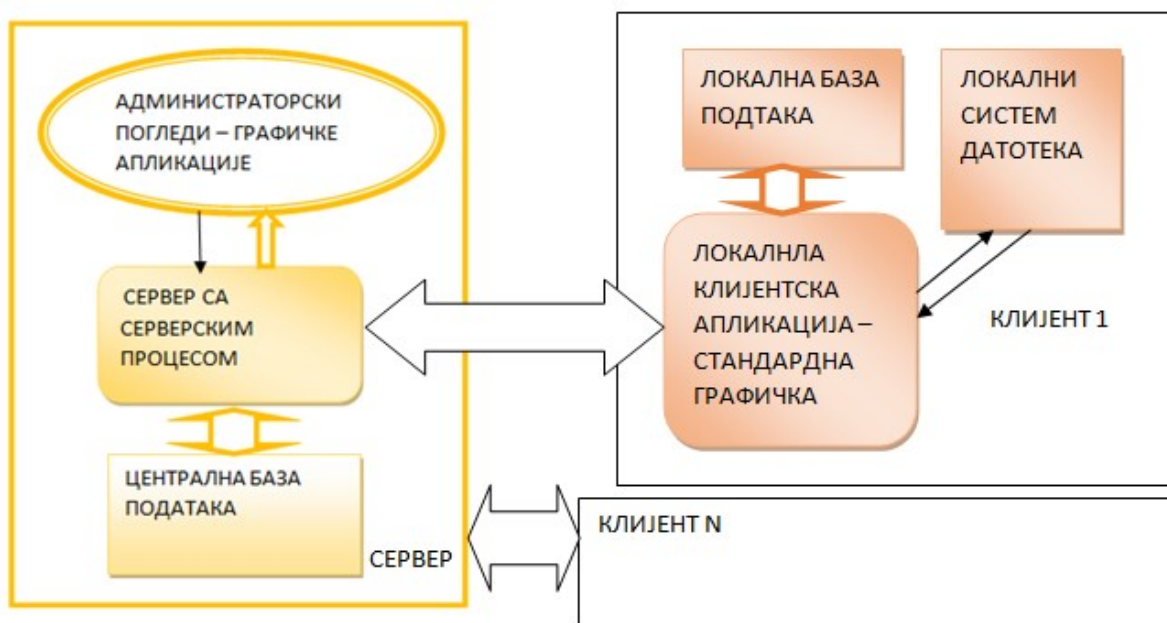 АДМИНИСТРАТОРСКИ
ПОГЛЕДИ – ГРАФИЧКЕ
АПЛИКАЦИЈЕ
СЕРВЕР СА
СЕРВЕРСКИМ
ПРОЦЕСОМ
ЦЕНТРАЛНА БАЗА
ПОДАТАКА
СЕРВЕР
ЛОКАЛНА БАЗА
ПОДТАКА
ЛОКАЛНИ
СИСТЕМ
ДАТОТЕКА
ЛОКАЛНЛА
КЛИЈЕНТСКА
АПЛИКАЦИЈА –
СТАНДАРДНА
ГРАФИЧКА
КЛИЈЕНТ 1
КЛИЈЕНТ N